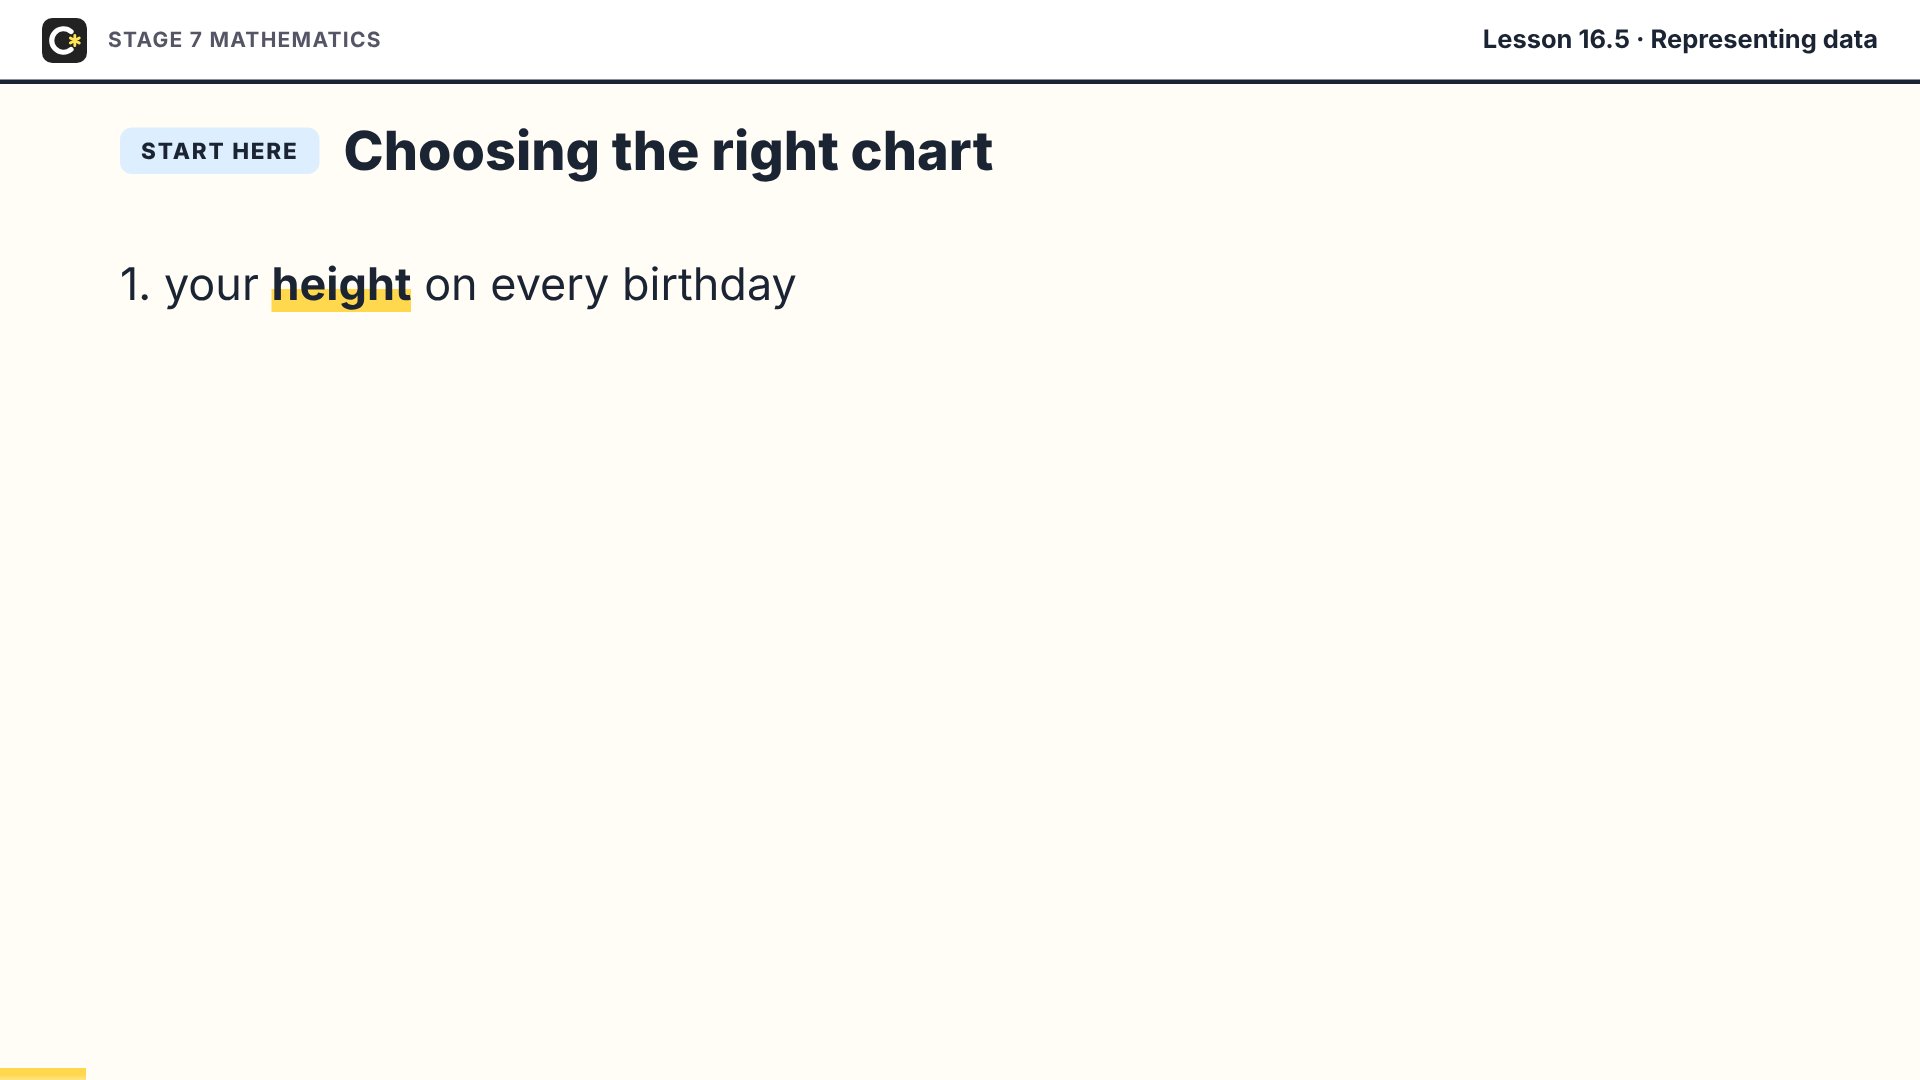 STAGE 7 MATHEMATICS
Lesson 16.5 · Representing data
START HERE
Choosing the right chart
1. your height on every birthday